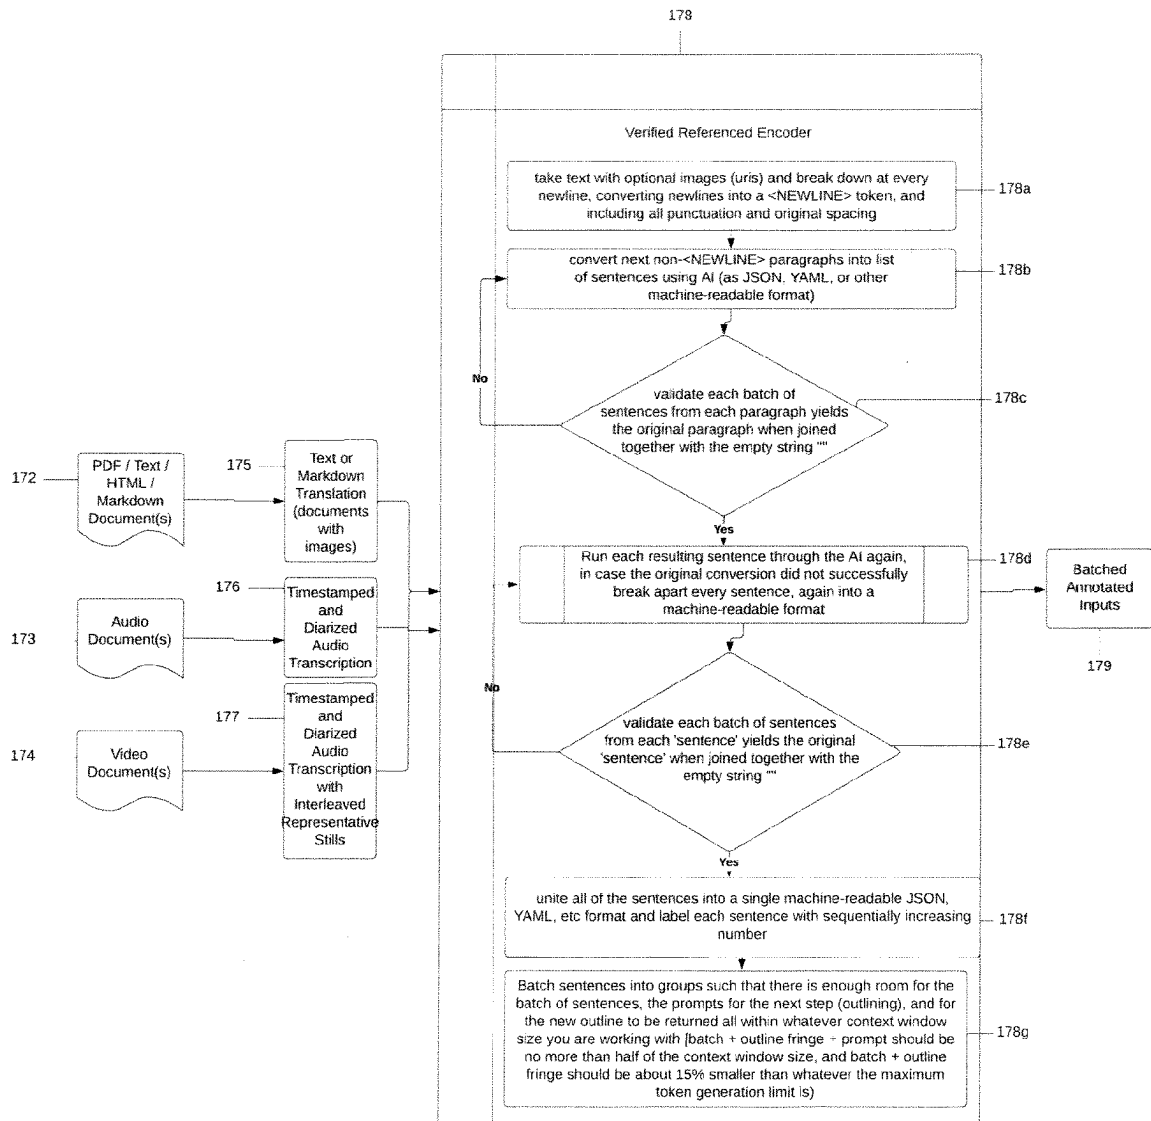 178
Verified Referenced Encoder
take text with optional images (uris) and break down at every
newline, converting newlines into a <NEWLINE> token, and
including all punctuation and original spacing
178a
convert next non-<NEWLINE> paragraphs into list
of sentences using AI (as JSON, YAML, or other
machine-readable format)
178b
No
validate each batch of
sentences from each paragraph yields
the original paragraph when joined
together with the empty string ""
178c
Yes
172
PDF / Text /
HTML /
Markdown
Document(s)
175
Text or
Markdown
Translation
(documents
with
images)
173
Audio
Document(s)
176
Timestamped
and
Diarized
Audio
Transcription
174
Video
Document(s)
177
Timestamped
and
Diarized
Audio
Transcription
with
Interleaved
Representative
Stills
Run each resulting sentence through the AI again,
in case the original conversion did not successfully
break apart every sentence, again into a
machine-readable format
178d
Batched
Annotated
Inputs
179
No
validate each batch of sentences
from each 'sentence' yields the original
'sentence' when joined together with the
empty string ""
178e
Yes
unite all of the sentences into a single machine-readable JSON,
YAML, etc format and label each sentence with sequentially increasing
number
178f
Batch sentences into groups such that there is enough room for the
batch of sentences, the prompts for the next step (outlining), and for
the new outline to be returned all within whatever context window
size you are working with [batch + outline fringe + prompt should be
no more than half of the context window size, and batch + outline
fringe should be about 15% smaller than whatever the maximum
token generation limit is)
178g